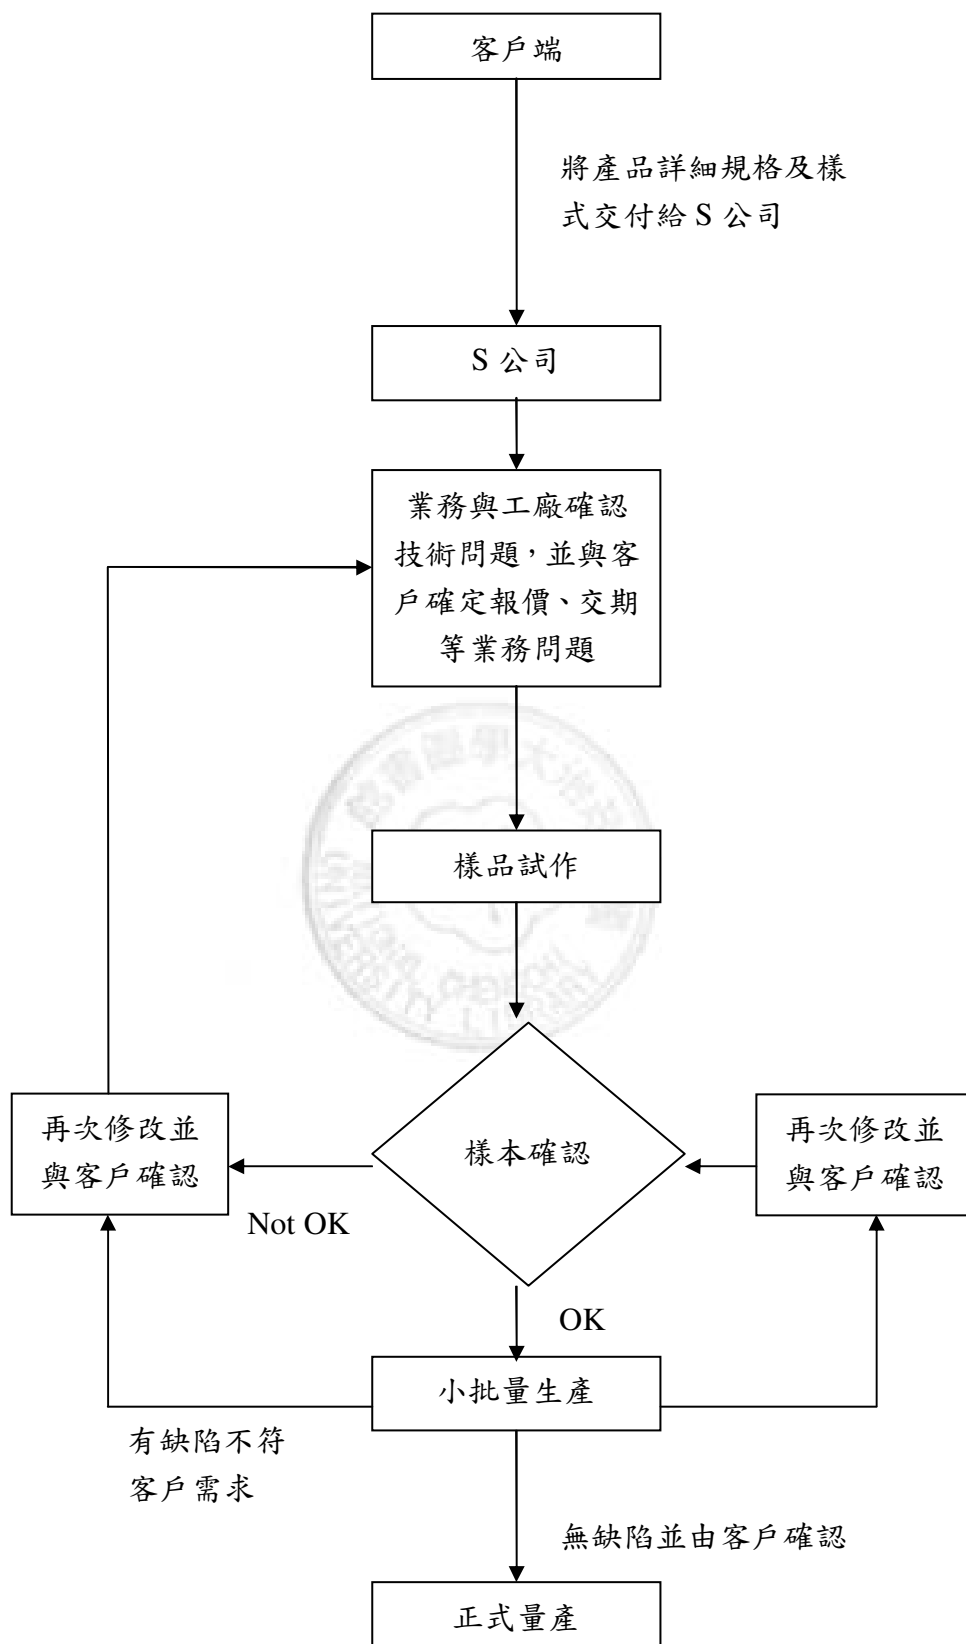 客戶端
將產品詳細規格及樣
式交付給 S 公司
S 公司
業務與工廠確認
技術問題，並與客
戶確定報價、交期
等業務問題
樣品試作
再次修改並
與客戶確認
樣本確認
再次修改並
與客戶確認
Not OK
OK
小批量生產
有缺陷不符
客戶需求
無缺陷並由客戶確認
正式量產